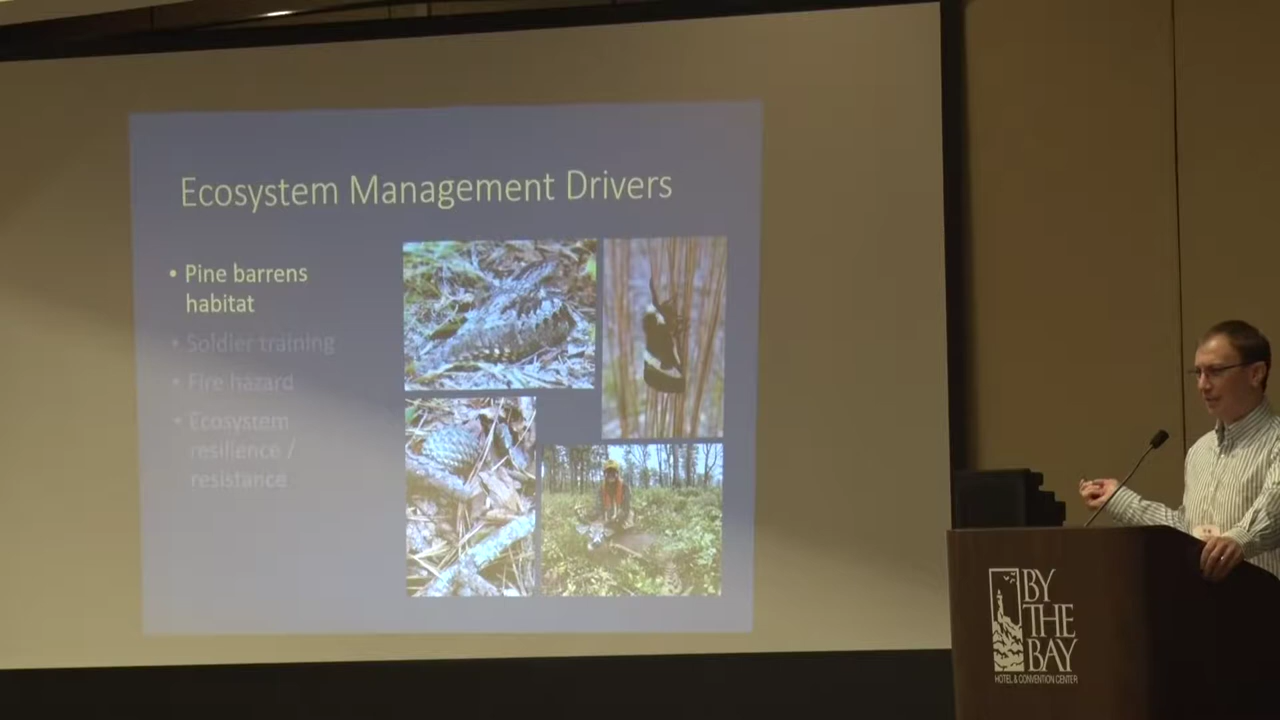 Ecosystem Management Drivers
• Pine barrens
habitat
• Soldier training
• Fire hazard
• Ecosystem
resilience /
resistance
BY
THE
BAY
HOTEL & CONVENTION CENTER